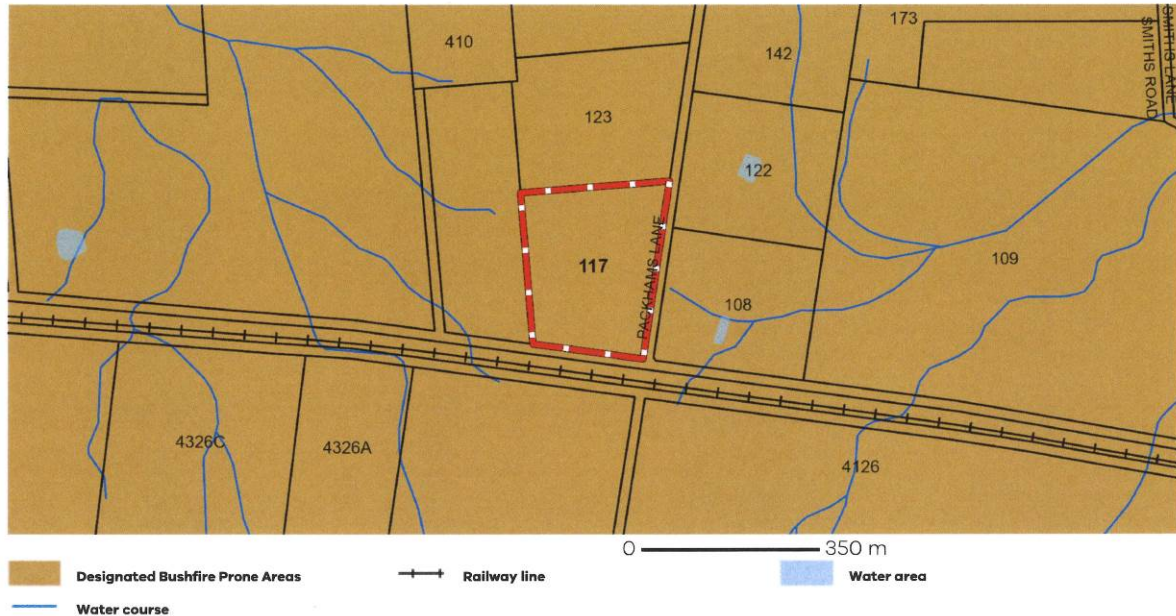 173
SMITHS LANE
SMITHS ROAD
410
142
123
122
PACKHAMS LANE
117
109
108
4326C
4326A
4126
0 350 m
Designated Bushfire Prone Areas
Railway line
Water area
Water course